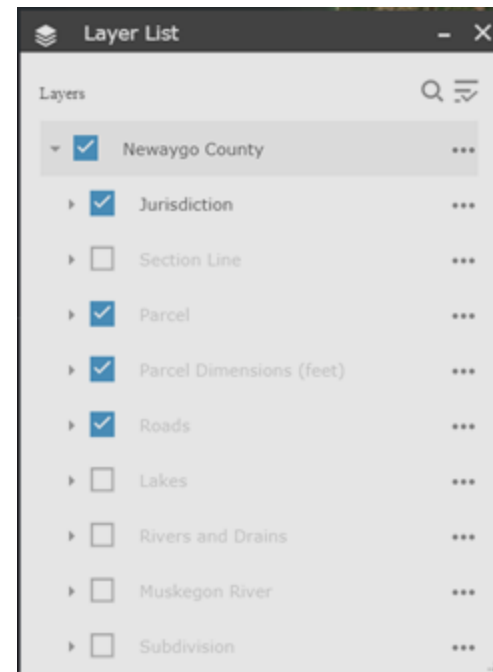 Layer List
Layers
Newaygo County
Jurisdiction
Section Line
Parcel
Parcel Dimensions (feet)
Roads
Lakes
Rivers and Drains
Muskegon River
Subdivision